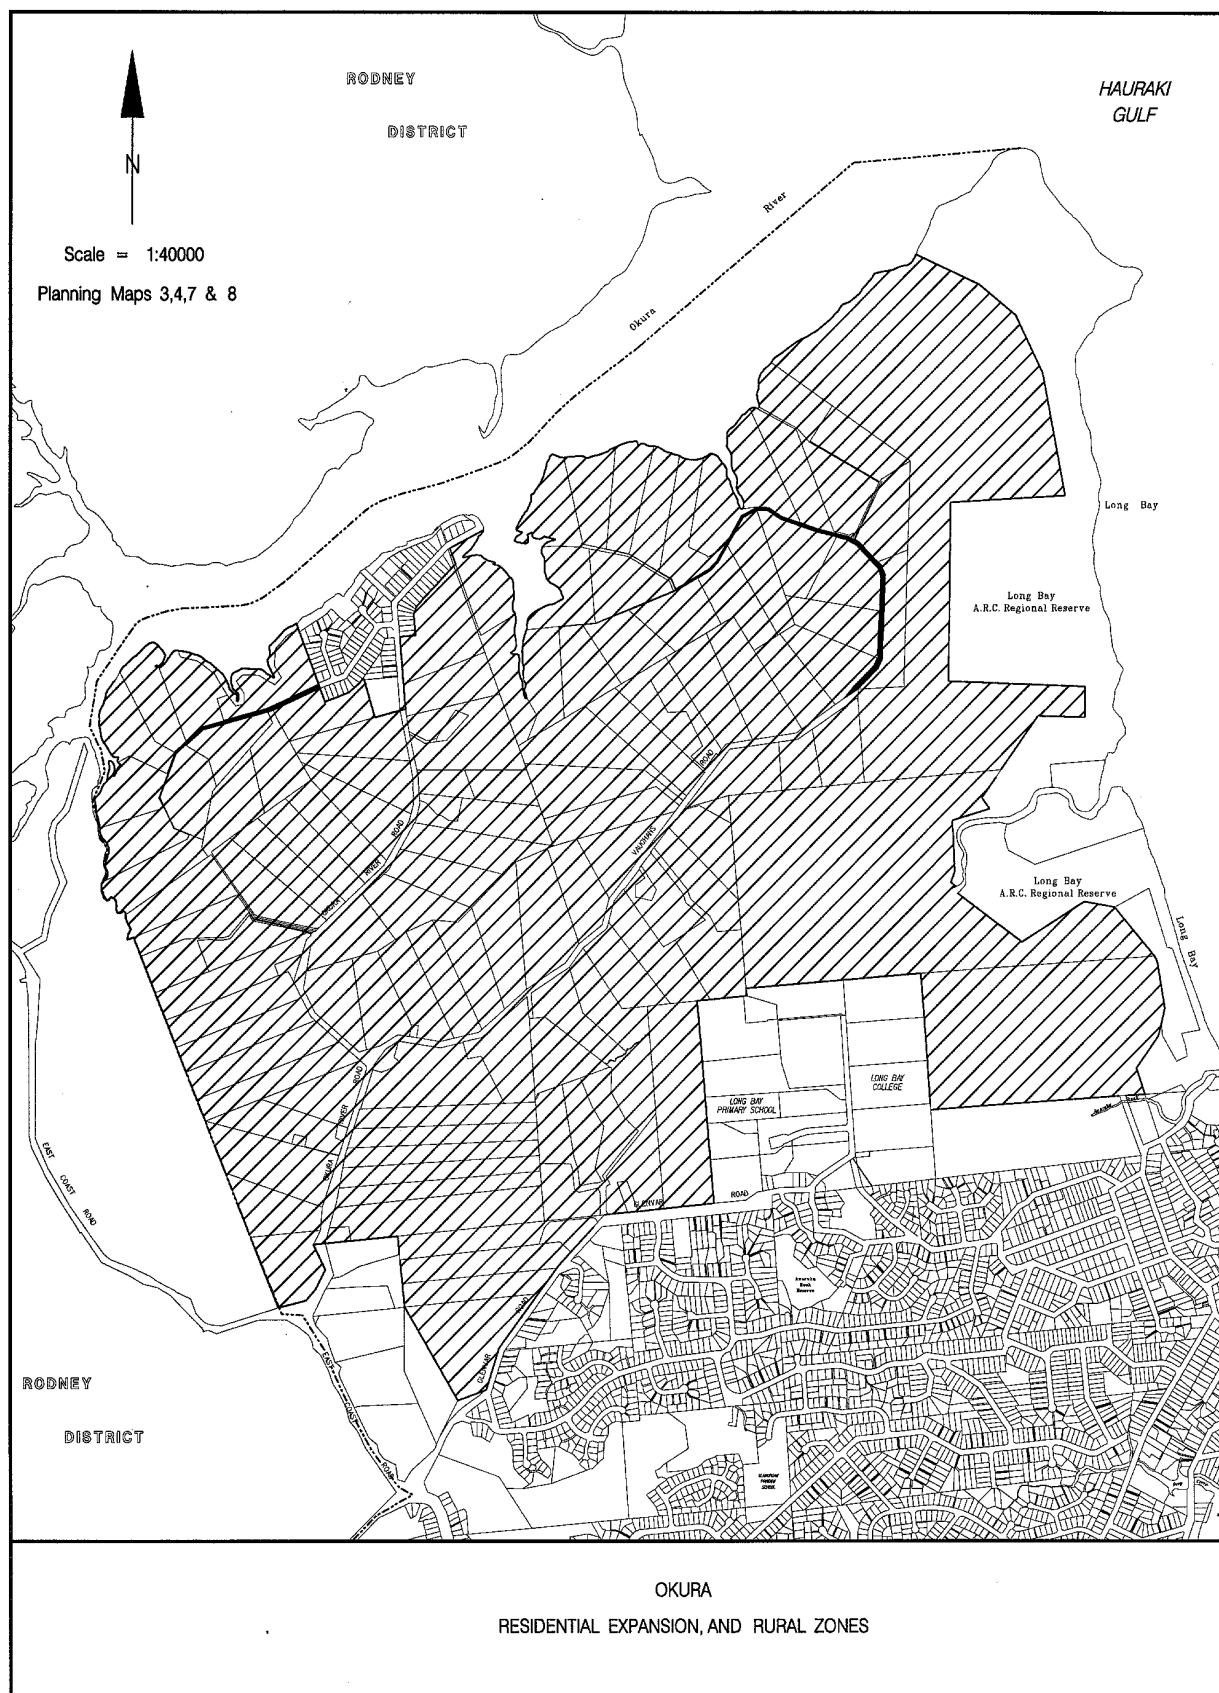 RODNEY
DISTRICT
HAURAKI
GULF
N
Scale = 1:40000
Planning Maps 3,4,7 & 8
River
Okura
Long Bay
Long Bay
A.R.C. Regional Reserve
ROAD
VAUGHANS
ROAD
RIVER
OKURA
Long Bay
A.R.C. Regional Reserve
Long Bay
ROAD
RIVER
OKURA
LONG BAY
COLLEGE
LONG BAY
PRIMARY SCHOOL
EAST
COAST
ROAD
GLENVAR
ROAD
Awaruku
Bush
Reserve
ROAD
GLENVAR
EAST
COAST
ROAD
RODNEY
DISTRICT
OKURA
RESIDENTIAL EXPANSION, AND RURAL ZONES